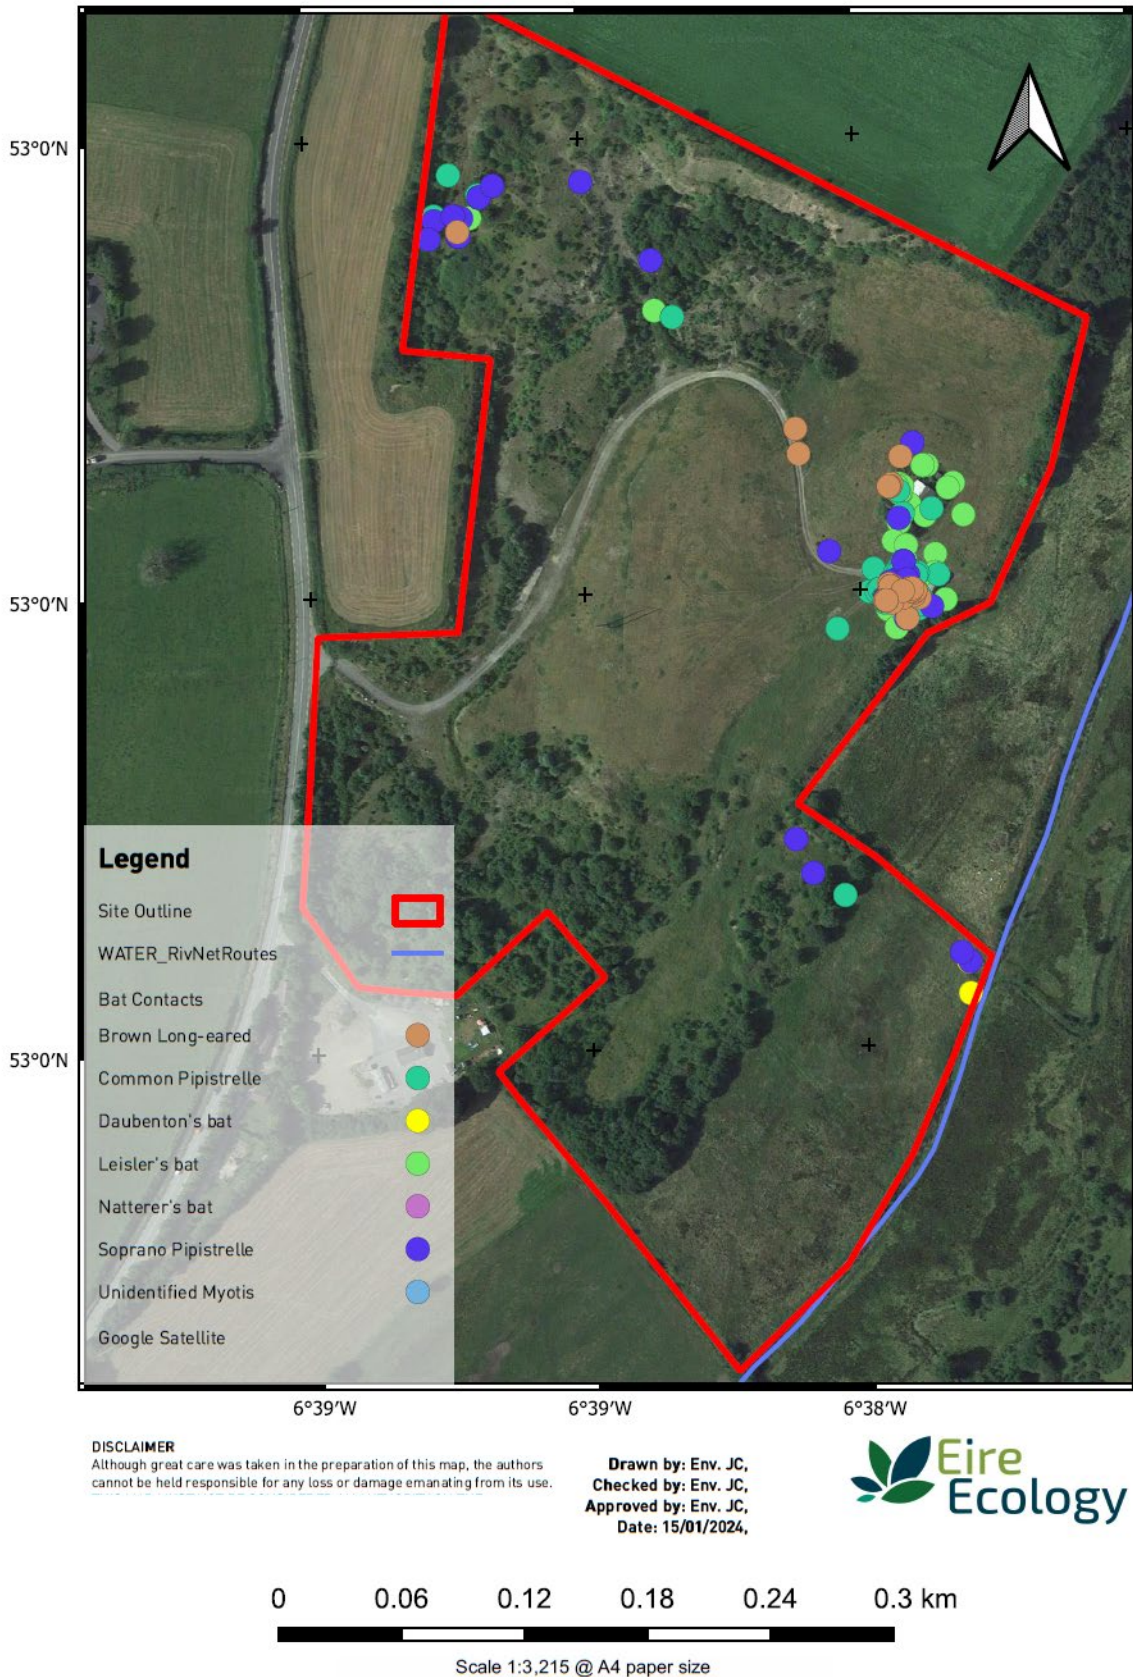 53°0′N
53°0′N
53°0′N
Legend
Site Outline
WATER_RivNetRoutes
Bat Contacts
Brown Long-eared
Common Pipistrelle
Daubenton's bat
Leisler's bat
Natterer's bat
Soprano Pipistrelle
Unidentified Myotis
Google Satellite
6°39′W 6°39′W 6°38′W
DISCLAIMER
Although great care was taken in the preparation of this map, the authors
cannot be held responsible for any loss or damage emanating from its use.
Drawn by: Env. JC,
Checked by: Env. JC,
Approved by: Env. JC,
Date: 15/01/2024,
Eire
Ecology
0 0.06 0.12 0.18 0.24 0.3 km
Scale 1:3,215 @ A4 paper size